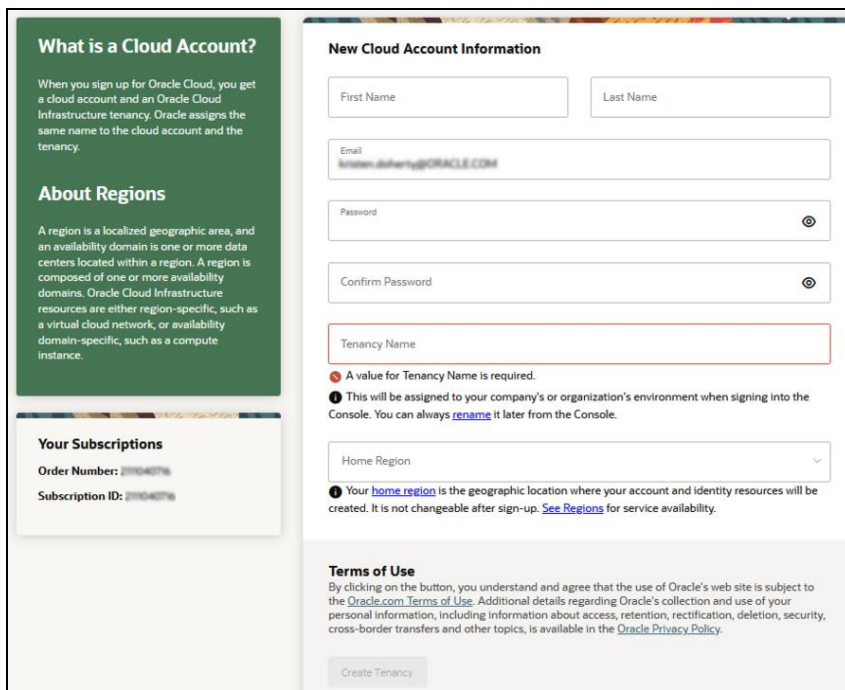 What is a Cloud Account?
When you sign up for Oracle Cloud, you get
a cloud account and an Oracle Cloud
Infrastructure tenancy. Oracle assigns the
same name to the cloud account and the
tenancy.
About Regions
A region is a localized geographic area, and
an availability domain is one or more data
centers located within a region. A region is
composed of one or more availability
domains. Oracle Cloud Infrastructure
resources are either region-specific, such as
a virtual cloud network, or availability
domain-specific, such as a compute
instance.
Your Subscriptions
Order Number:
Subscription ID:
New Cloud Account Information
First Name
Last Name
Email
Password
Confirm Password
Tenancy Name
A value for Tenancy Name is required.
This will be assigned to your company's or organization's environment when signing into the
Console. You can always rename it later from the Console.
Home Region
Your home region is the geographic location where your account and identity resources will be
created. It is not changeable after sign-up. See Regions for service availability.
Terms of Use
By clicking on the button, you understand and agree that the use of Oracle's web site is subject to
the Oracle.com Terms of Use. Additional details regarding Oracle's collection and use of your
personal information, including information about access, retention, rectification, deletion, security,
cross-border transfers and other topics, is available in the Oracle Privacy Policy.
Create Tenancy